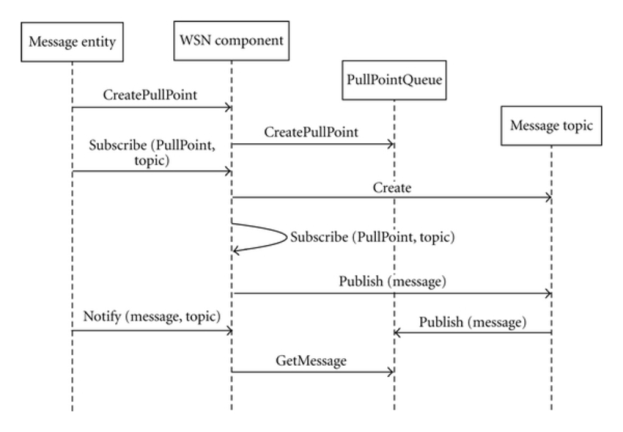 Message entity
WSN component
PullPointQueue
Message topic
CreatePullPoint
CreatePullPoint
Subscribe (PullPoint,
topic)
Create
Subscribe (PullPoint, topic)
Publish (message)
Notify (message, topic)
Publish (message)
GetMessage